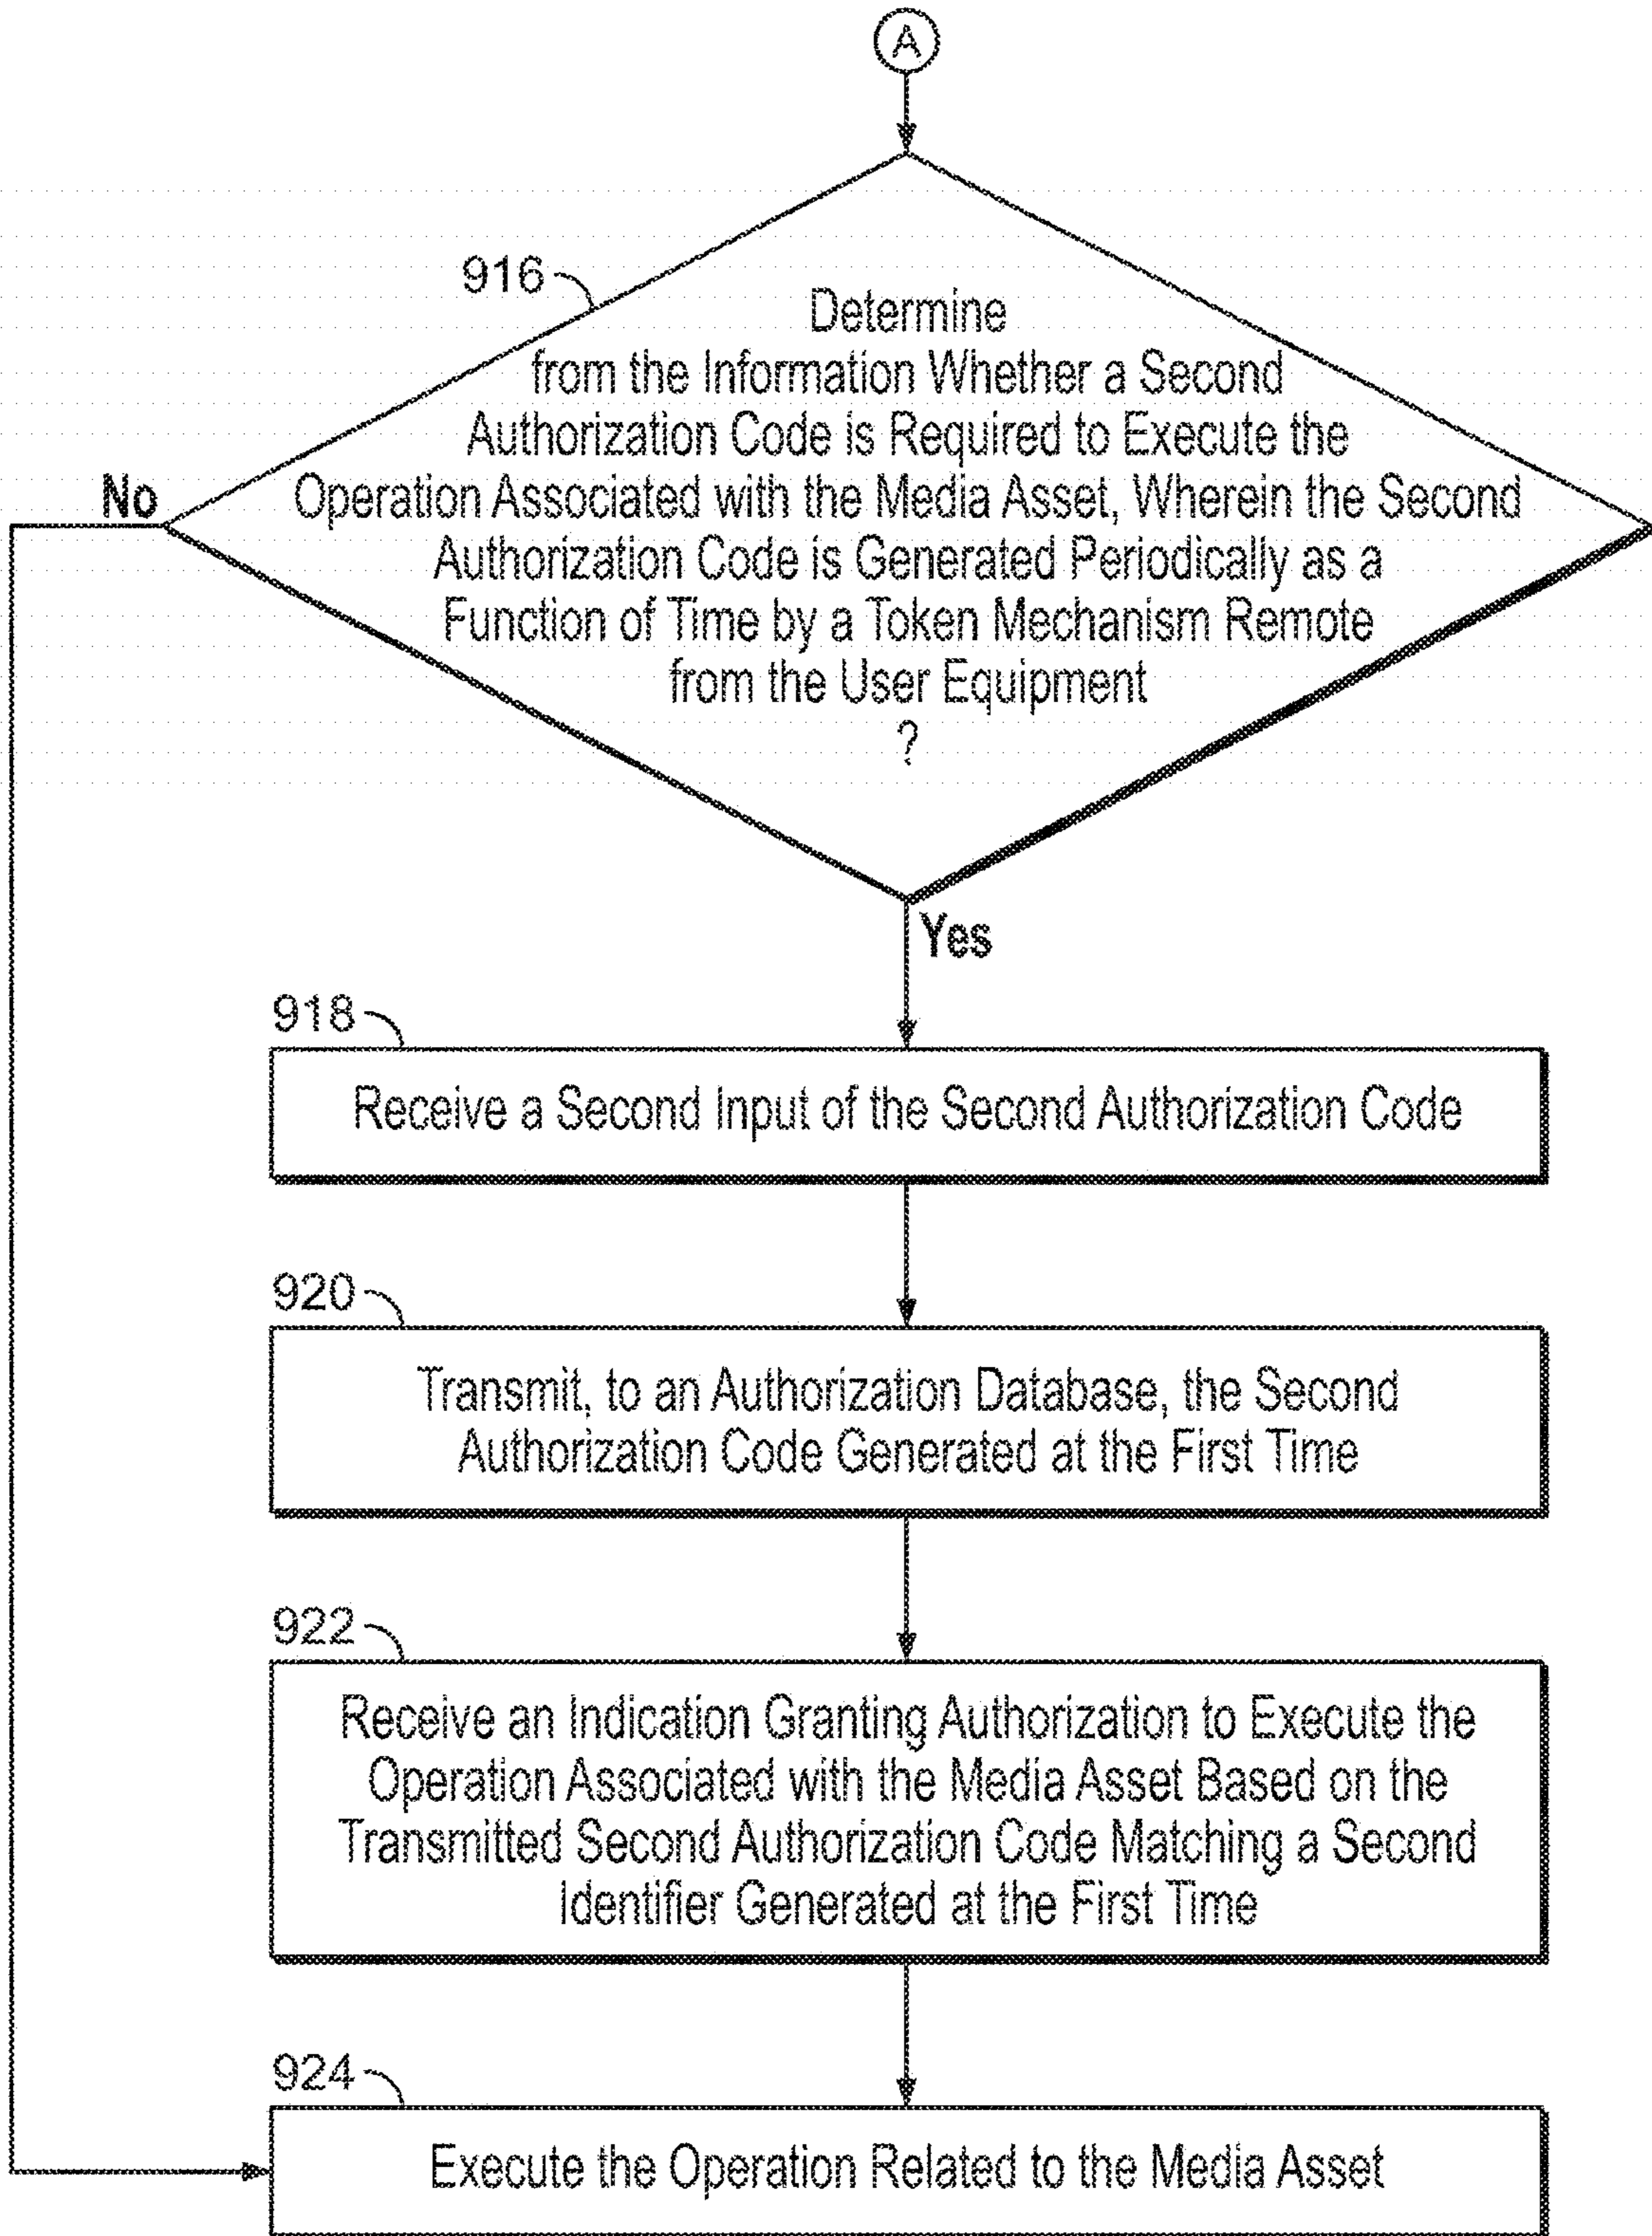 A
916
Determine
from the Information Whether a Second
Authorization Code is Required to Execute the
Operation Associated with the Media Asset, Wherein the Second
Authorization Code is Generated Periodically as a
Function of Time by a Token Mechanism Remote
from the User Equipment
?
No
Yes
918
Receive a Second Input of the Second Authorization Code
920
Transmit, to an Authorization Database, the Second
Authorization Code Generated at the First Time
922
Receive an Indication Granting Authorization to Execute the
Operation Associated with the Media Asset Based on the
Transmitted Second Authorization Code Matching a Second
Identifier Generated at the First Time
924
Execute the Operation Related to the Media Asset